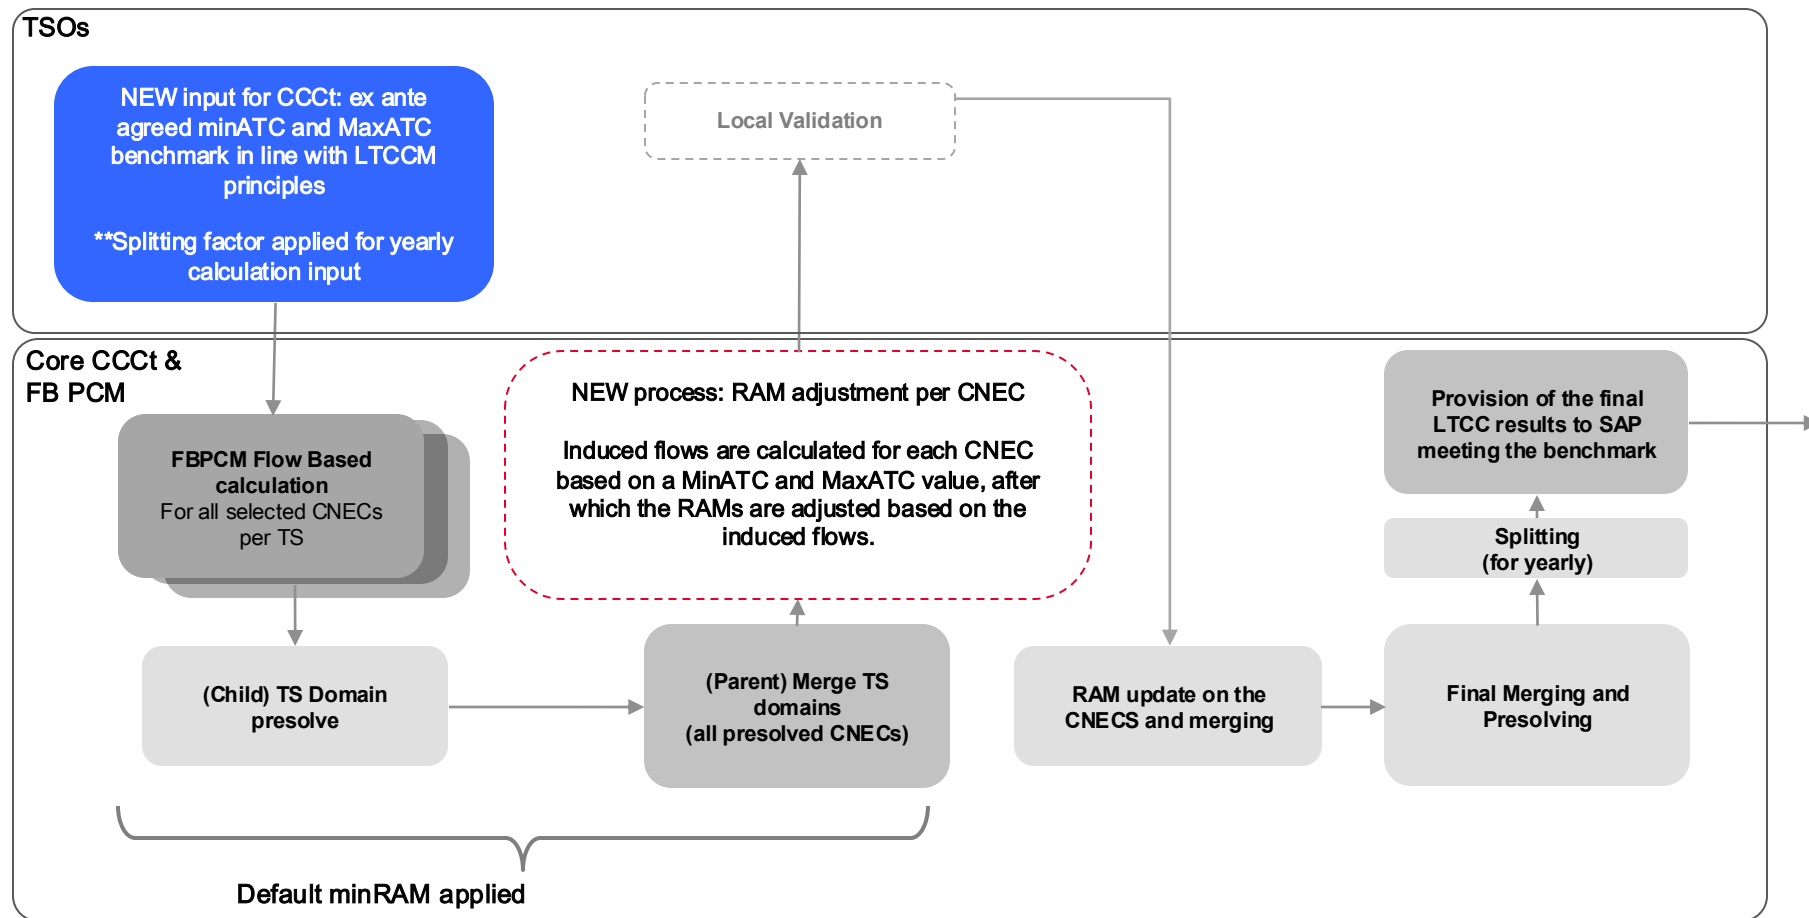 TSOs
NEW input for CCCt: ex ante
agreed minATC and MaxATC
benchmark in line with LTCCM
principles
**Splitting factor applied for yearly
calculation input
Local Validation
Core CCCt &
FB PCM
FBPCM Flow Based
calculation
For all selected CNECs
per TS
NEW process: RAM adjustment per CNEC
Induced flows are calculated for each CNEC
based on a MinATC and MaxATC value, after
which the RAMs are adjusted based on the
induced flows.
Provision of the final
LTCC results to SAP
meeting the benchmark
Splitting
(for yearly)
(Child) TS Domain
presolve
(Parent) Merge TS
domains
(all presolved CNECs)
RAM update on the
CNECS and merging
Final Merging and
Presolving
Default minRAM applied